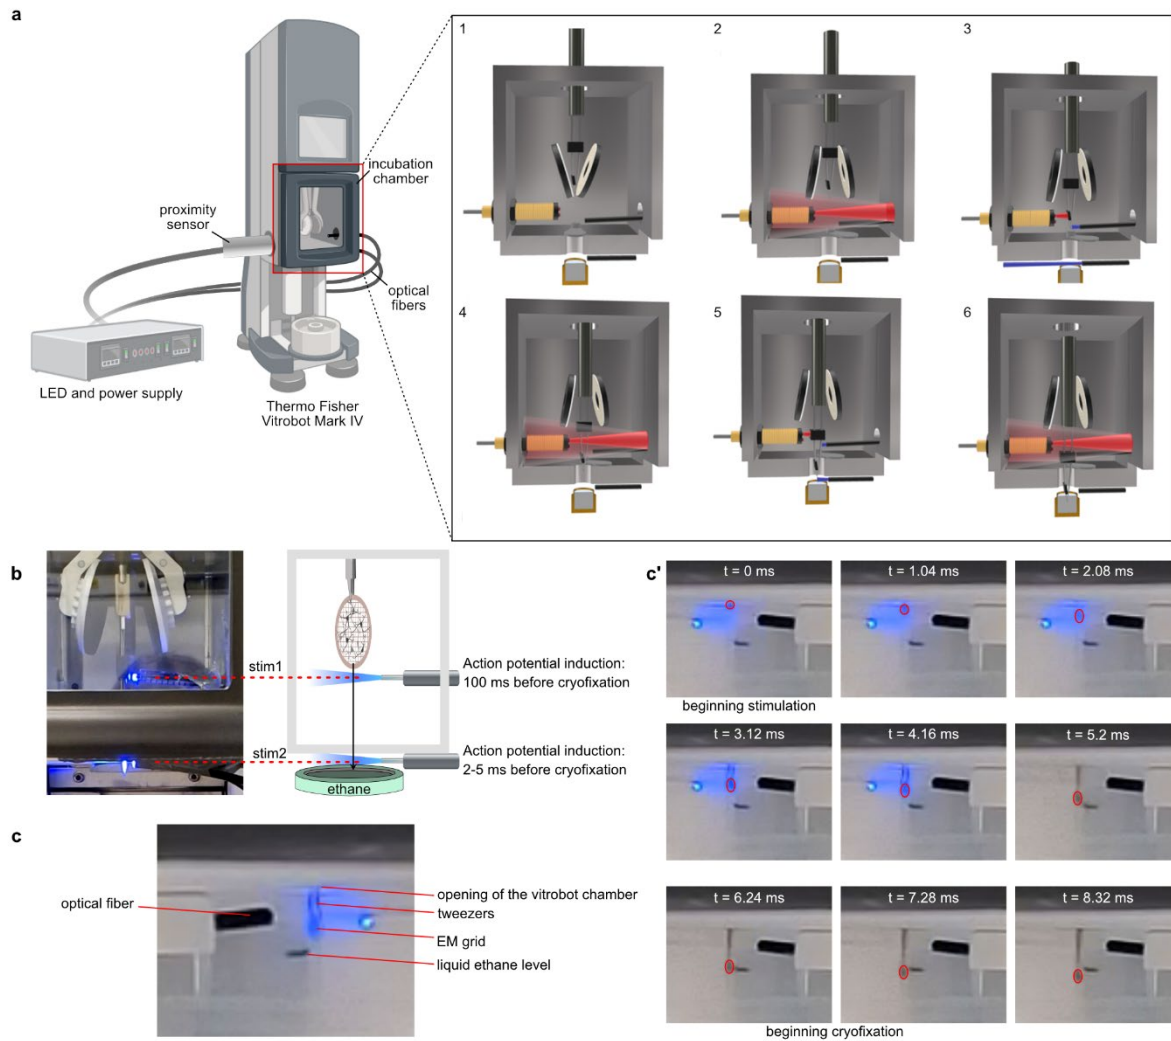 a
incubation
chamber
proximity
sensor
optical
fibers
LED and power supply
Thermo Fisher
Vitrobot Mark IV
1
2
3
4
5
6
b
stim1
Action potential induction:
100 ms before cryofixation
stim2
Action potential induction:
2-5 ms before cryofixation
ethane
c
optical fiber
opening of the vitrobot chamber
tweezers
EM grid
liquid ethane level
c'
t = 0 ms
t = 1.04 ms
t = 2.08 ms
beginning stimulation
t = 3.12 ms
t = 4.16 ms
t = 5.2 ms
t = 6.24 ms
t = 7.28 ms
t = 8.32 ms
beginning cryofixation